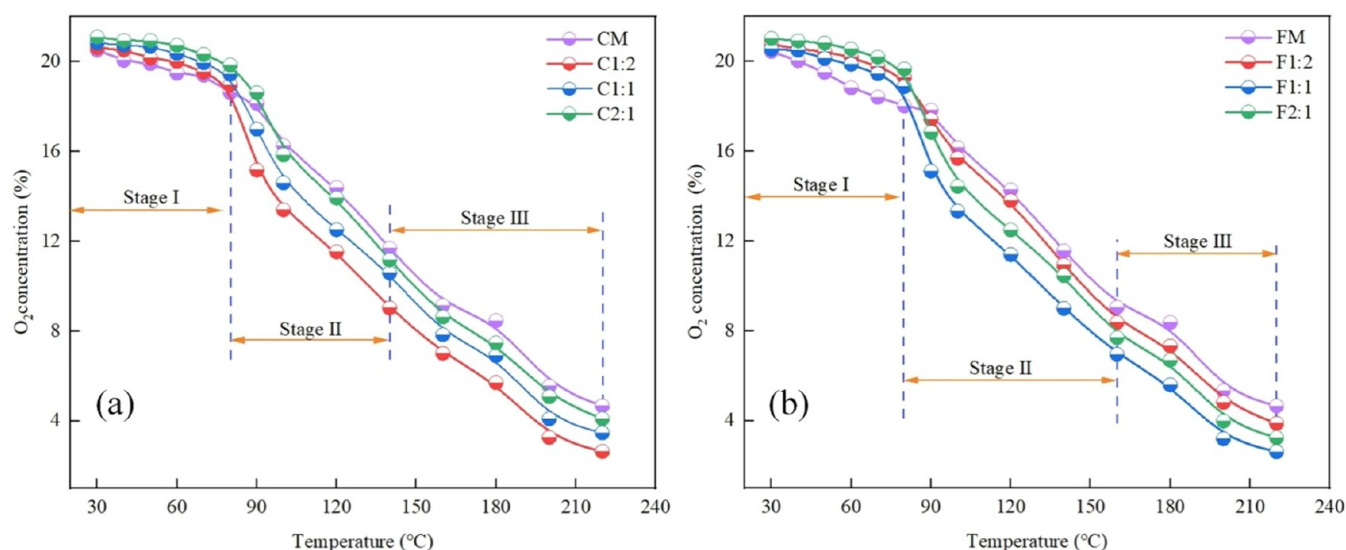 (a)
CM
C1:2
C1:1
C2:1
Stage I
Stage II
Stage III
20
16
12
8
4
O₂concentration (%)
30 60 90 120 150 180 210 240
Temperature (°C)
(b)
FM
F1:2
F1:1
F2:1
Stage I
Stage II
Stage III
20
16
12
8
4
O₂ concentration (%)
30 60 90 120 150 180 210 240
Temperature (°C)